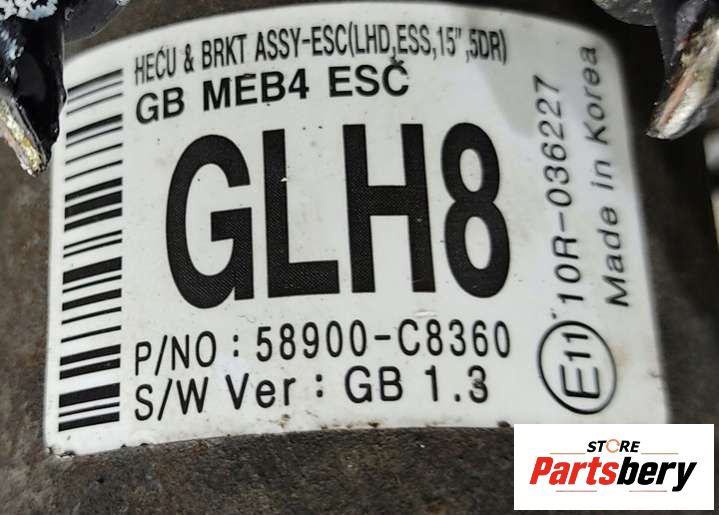 HECU & BRKT ASSY-ESC(LHD,ESS,15",5DR)
GB MEB4 ESC
GLH8
P/NO : 58900-C8360
S/W Ver : GB 1.3
E11 10R-036227
Made in Korea
STORE
Partsbery